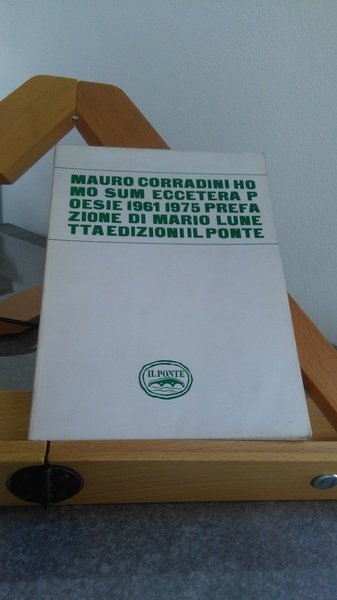 MAURO CORRADINI HO
MO SUM ECCETERA P
OESIE 1961 1975 PREFA
ZIONE DI MARIO LUNE
TTA EDIZIONI IL PONTE
IL PONTE